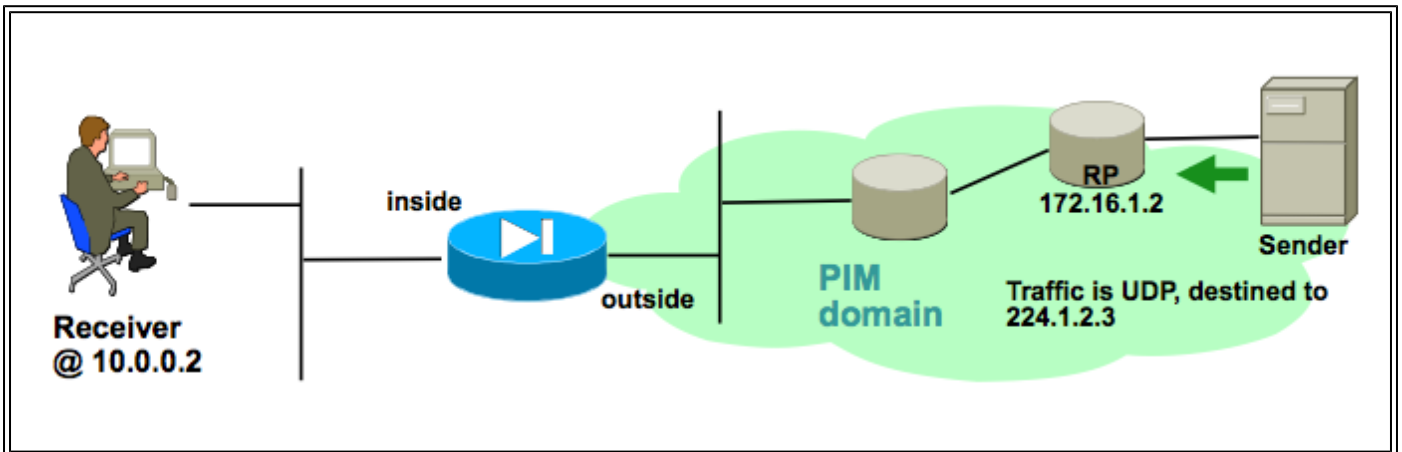 Receiver
@ 10.0.0.2
inside
outside
PIM
domain
RP
172.16.1.2
Sender
Traffic is UDP, destined to
224.1.2.3